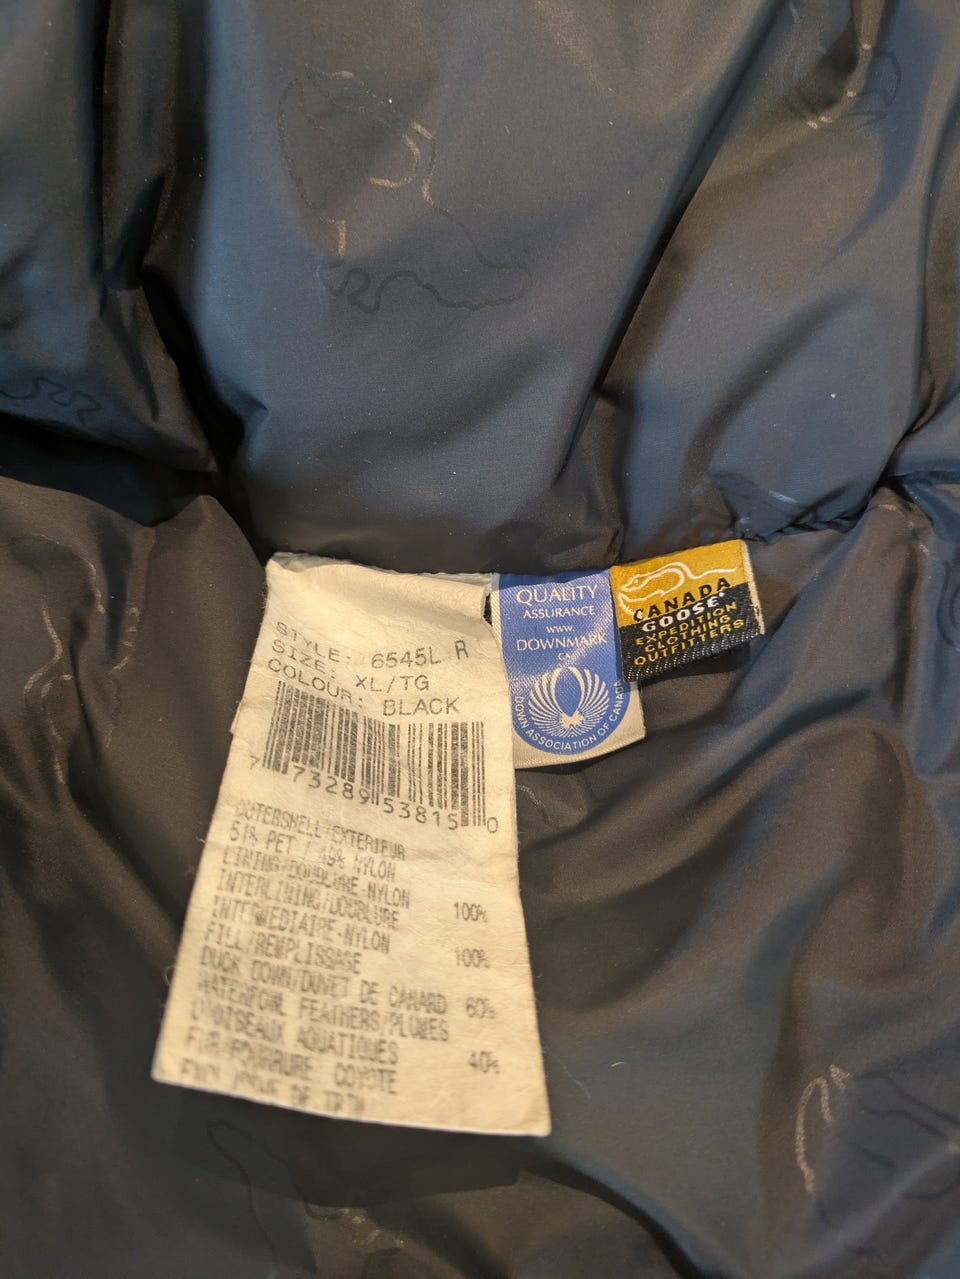 STYLE: 6545L R
SIZE: XL/TG
COLOUR: BLACK
7 73289 53815 0
OUTERSHELL/EXTERIEUR
51% PET / 49% NYLON
LINING/DOUBLURE-NYLON 100%
INTERLINING/DOUBLURE
INTERMEDIAIRE-NYLON 100%
FILL/REMPLISSAGE
DUCK DOWN/DUVET DE CANARD 60%
WATERFOWL FEATHERS/PLUMES
D'OISEAUX AQUATIQUES 40%
FUR/FOURRURE COYOTE
OF
QUALITY
ASSURANCE
www.
DOWNMARK
.CA
DOWN ASSOCIATION OF CANADA
CANADA
GOOSE
EXPEDITION
CLOTHING
OUTFITTERS